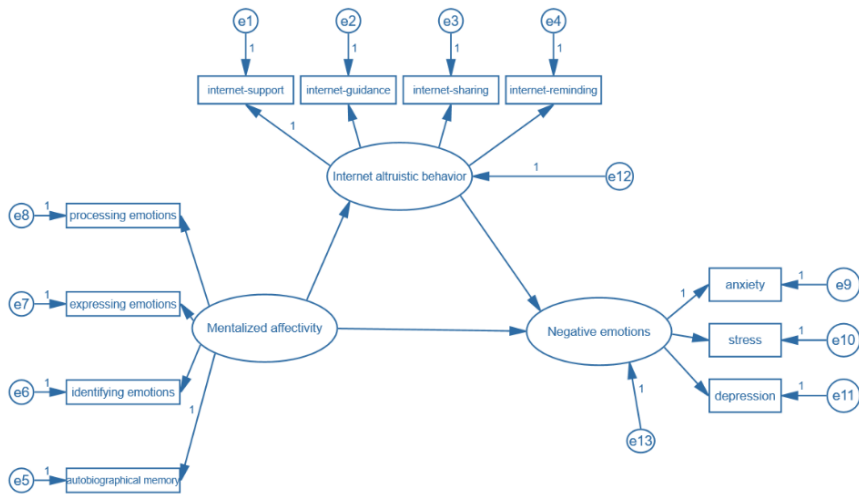 e1
e2
e3
e4
1
1
1
1
internet-support
internet-guidance
internet-sharing
internet-reminding
1
Internet altruistic behavior
1
e12
e8
1
processing emotions
e7
1
expressing emotions
Mentalized affectivity
e6
1
identifying emotions
1
e5
1
autobiographical memory
Negative emotions
1
anxiety
1
e9
stress
1
e10
depression
1
e11
1
e13